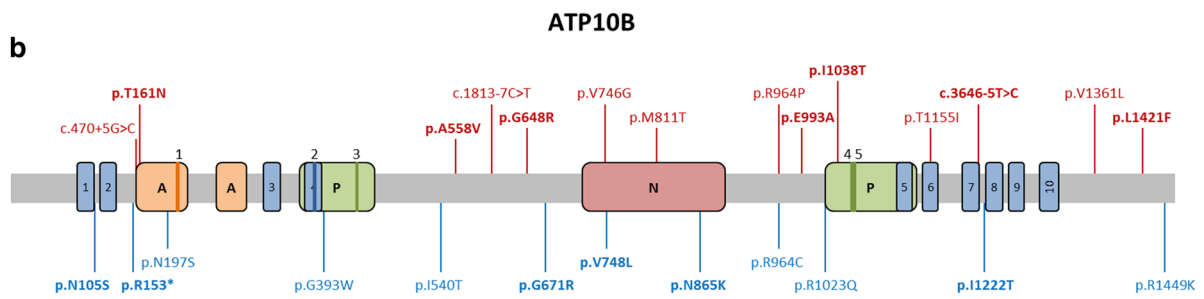 ATP10B
b
p.I1038T
p.T161N c.1813-7C>T p.V746G p.R964P c.3646-5T>C p.V1361L
c.470+5G>C p.A558V p.G648R p.M811T p.E993A p.T1155I p.L1421F
1 2 3 4 5
1 2 A A 3 4 P N P 5 6 7 8 9 10
p.N197S p.V748L p.R964C
p.N105S p.R153* p.G393W p.I540T p.G671R p.N865K p.R1023Q p.I1222T p.R1449K